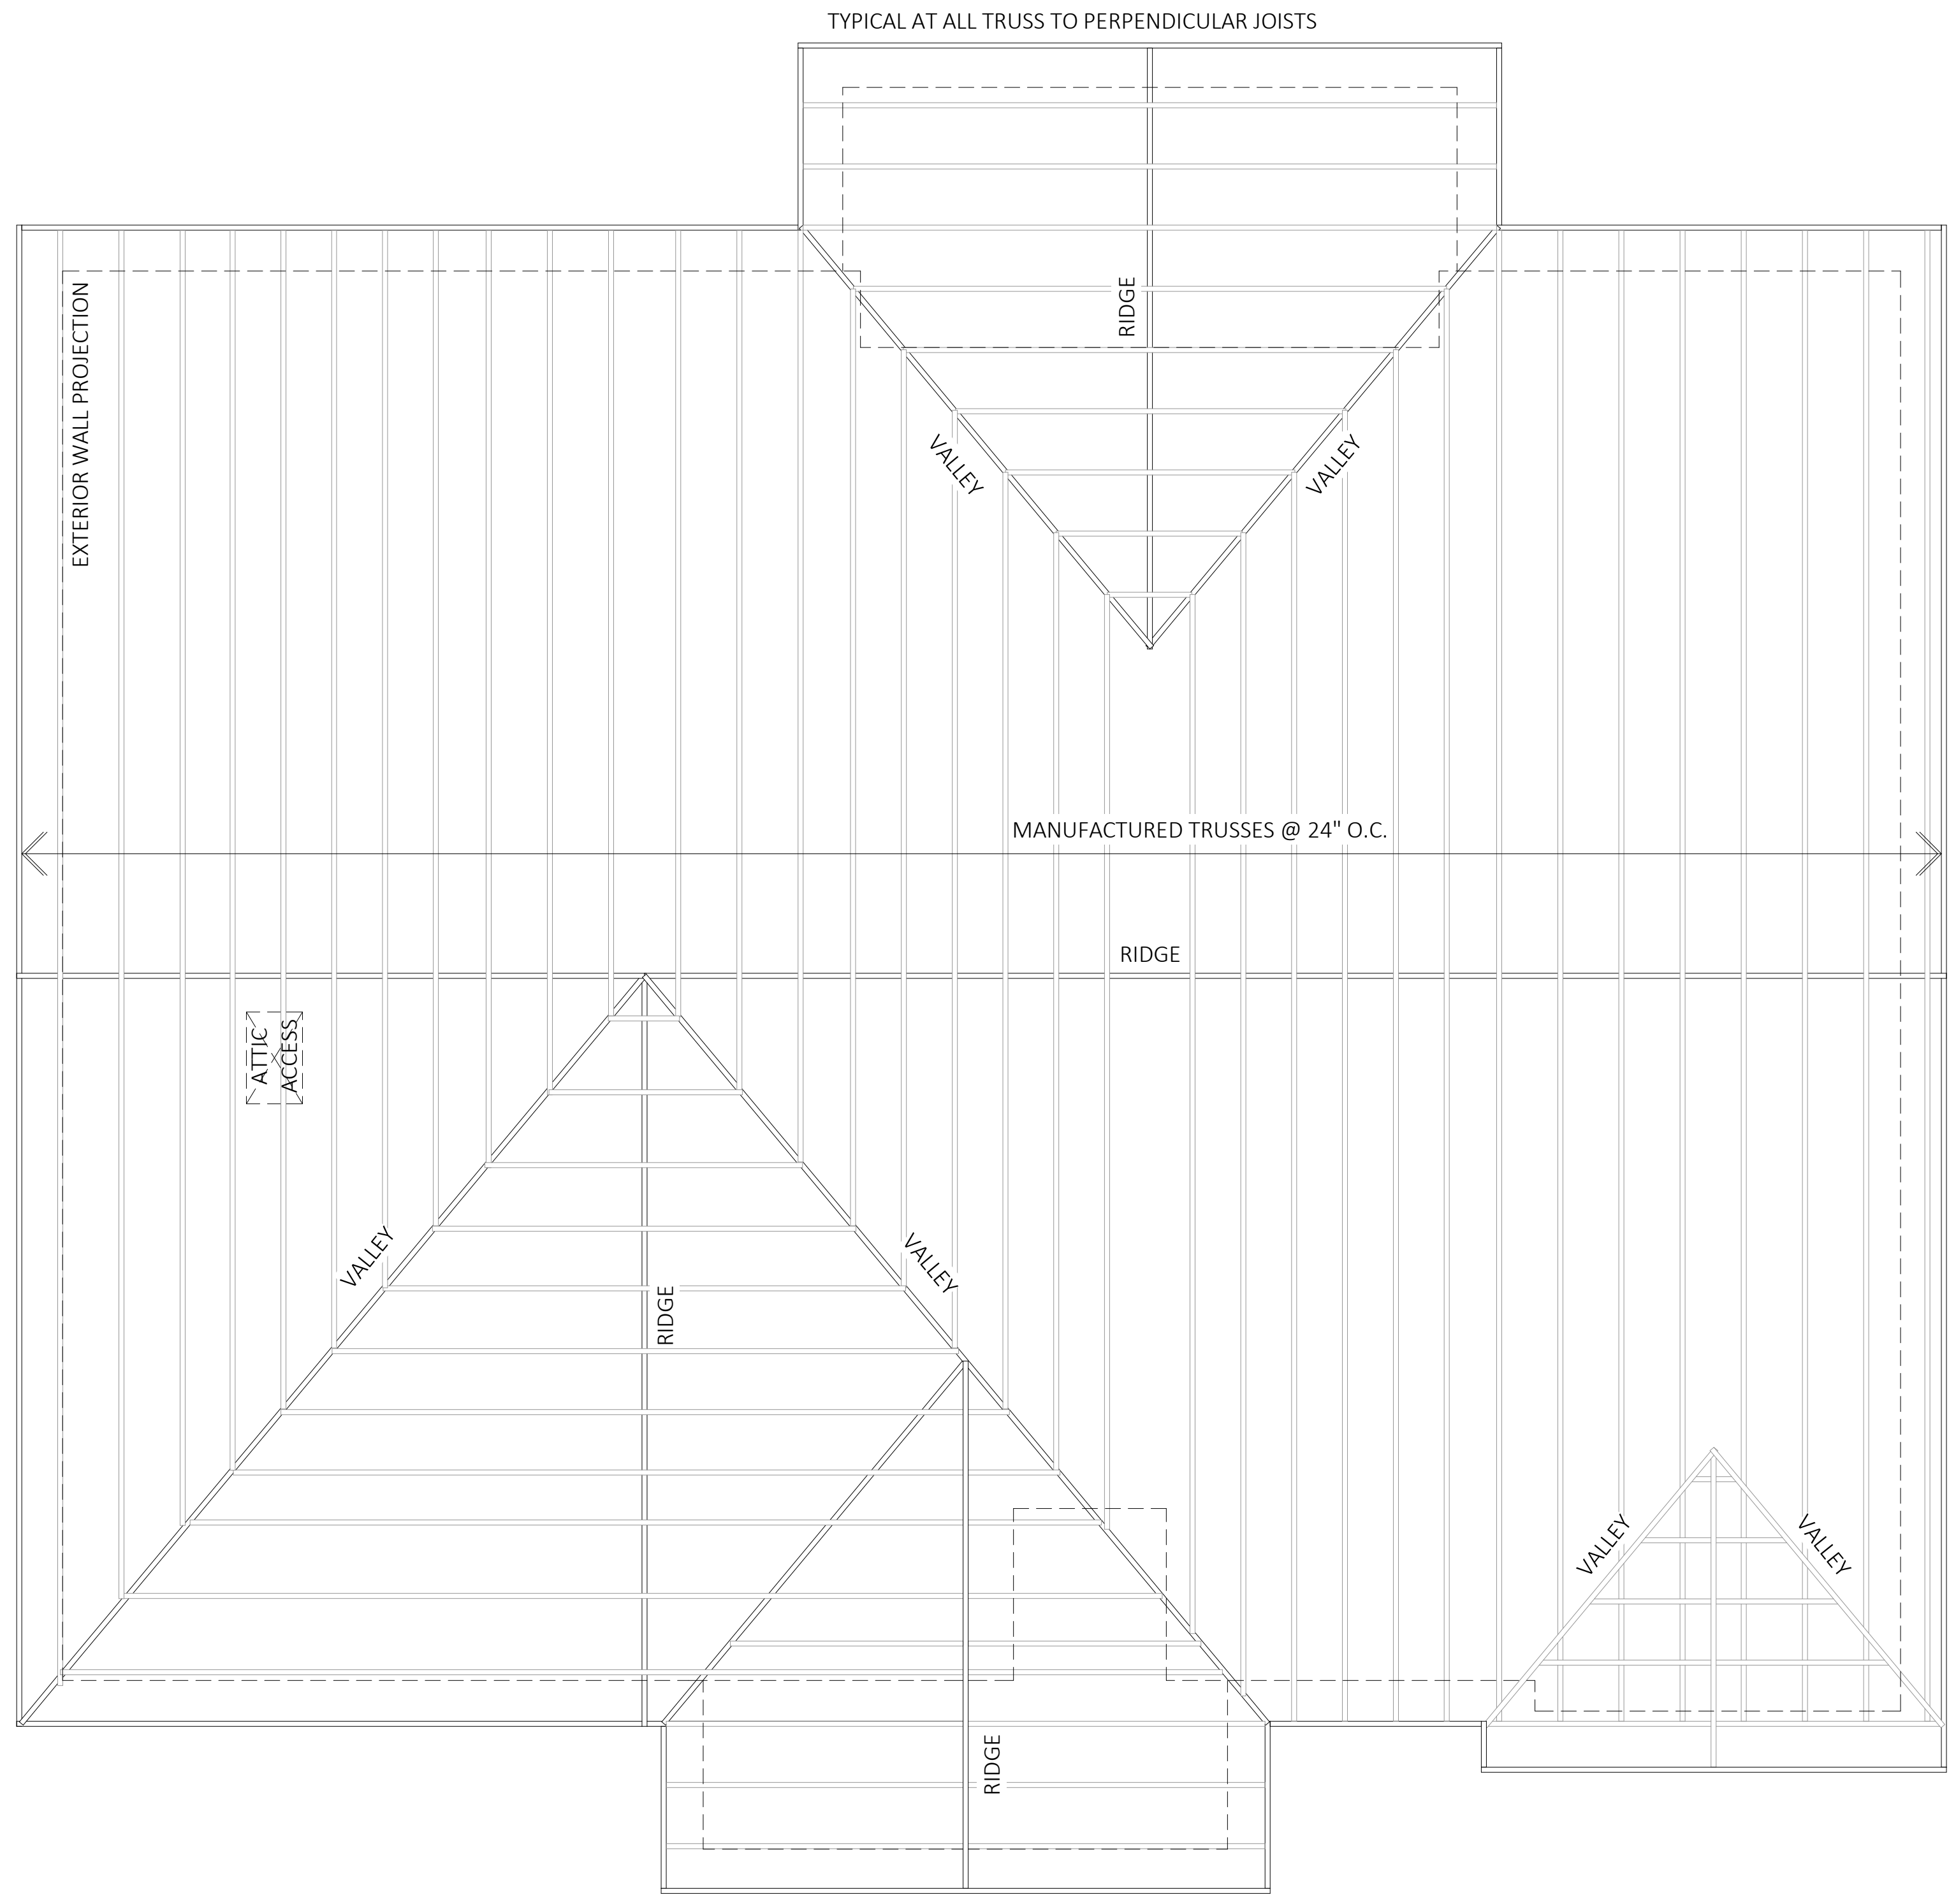 TYPICAL AT ALL TRUSS TO PERPENDICULAR JOISTS
EXTERIOR WALL PROJECTION
RIDGE
VALLEY
VALLEY
MANUFACTURED TRUSSES @ 24" O.C.
RIDGE
ATTIC
ACCESS
VALLEY
RIDGE
VALLEY
VALLEY
VALLEY
RIDGE